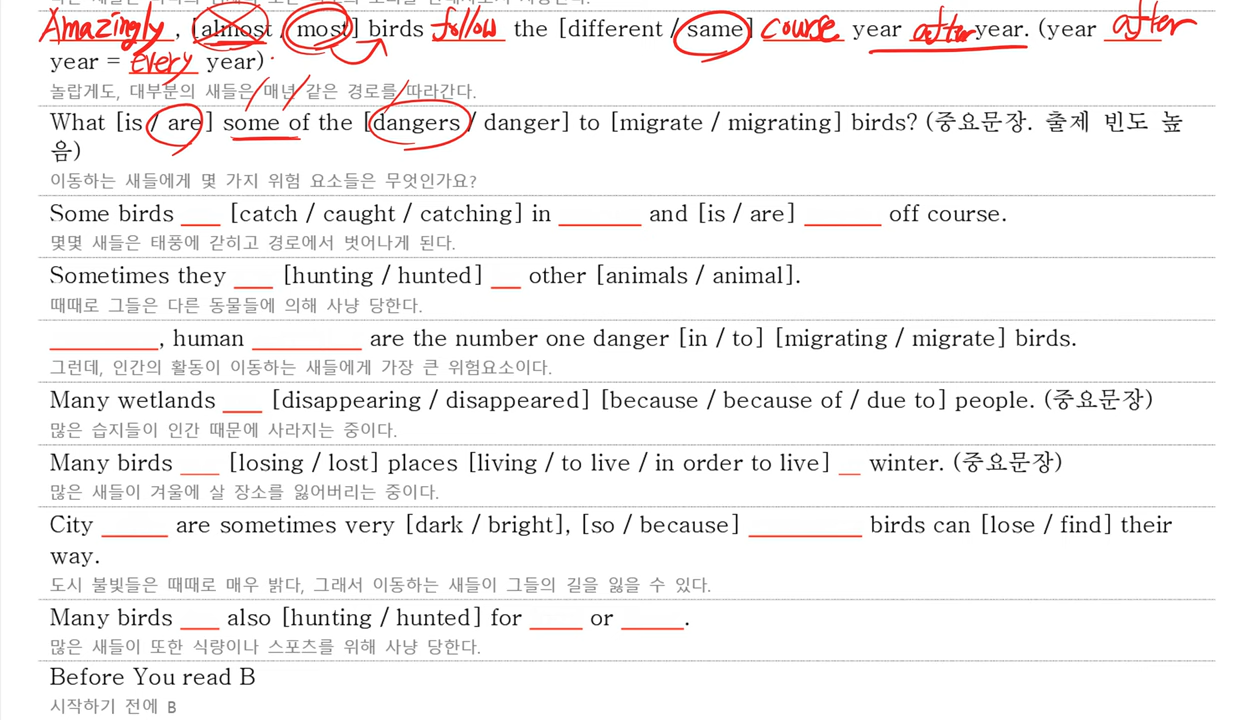 Amazingly , [almost / most] birds follow the [different / same] course year after year. (year after
year = every year)
놀랍게도, 대부분의 새들은 매년 같은 경로를 따라간다.
What [is / are] some of the [dangers / danger] to [migrate / migrating] birds? (중요문장. 출제 빈도 높
음)
이동하는 새들에게 몇 가지 위험 요소들은 무엇인가요?
Some birds ___ [catch / caught / catching] in ______ and [is / are] ______ off course.
몇몇 새들은 태풍에 갇히고 경로에서 벗어나게 된다.
Sometimes they ___ [hunting / hunted] __ other [animals / animal].
때때로 그들은 다른 동물들에 의해 사냥 당한다.
________, human ________ are the number one danger [in / to] [migrating / migrate] birds.
그런데, 인간의 활동이 이동하는 새들에게 가장 큰 위험요소이다.
Many wetlands ___ [disappearing / disappeared] [because / because of / due to] people. (중요문장)
많은 습지들이 인간 때문에 사라지는 중이다.
Many birds ___ [losing / lost] places [living / to live / in order to live] __ winter. (중요문장)
많은 새들이 겨울에 살 장소를 잃어버리는 중이다.
City _____ are sometimes very [dark / bright], [so / because] ________ birds can [lose / find] their
way.
도시 불빛들은 때때로 매우 밝다, 그래서 이동하는 새들이 그들의 길을 잃을 수 있다.
Many birds ___ also [hunting / hunted] for ____ or _____.
많은 새들이 또한 식량이나 스포츠를 위해 사냥 당한다.
Before You read B
시작하기 전에 B